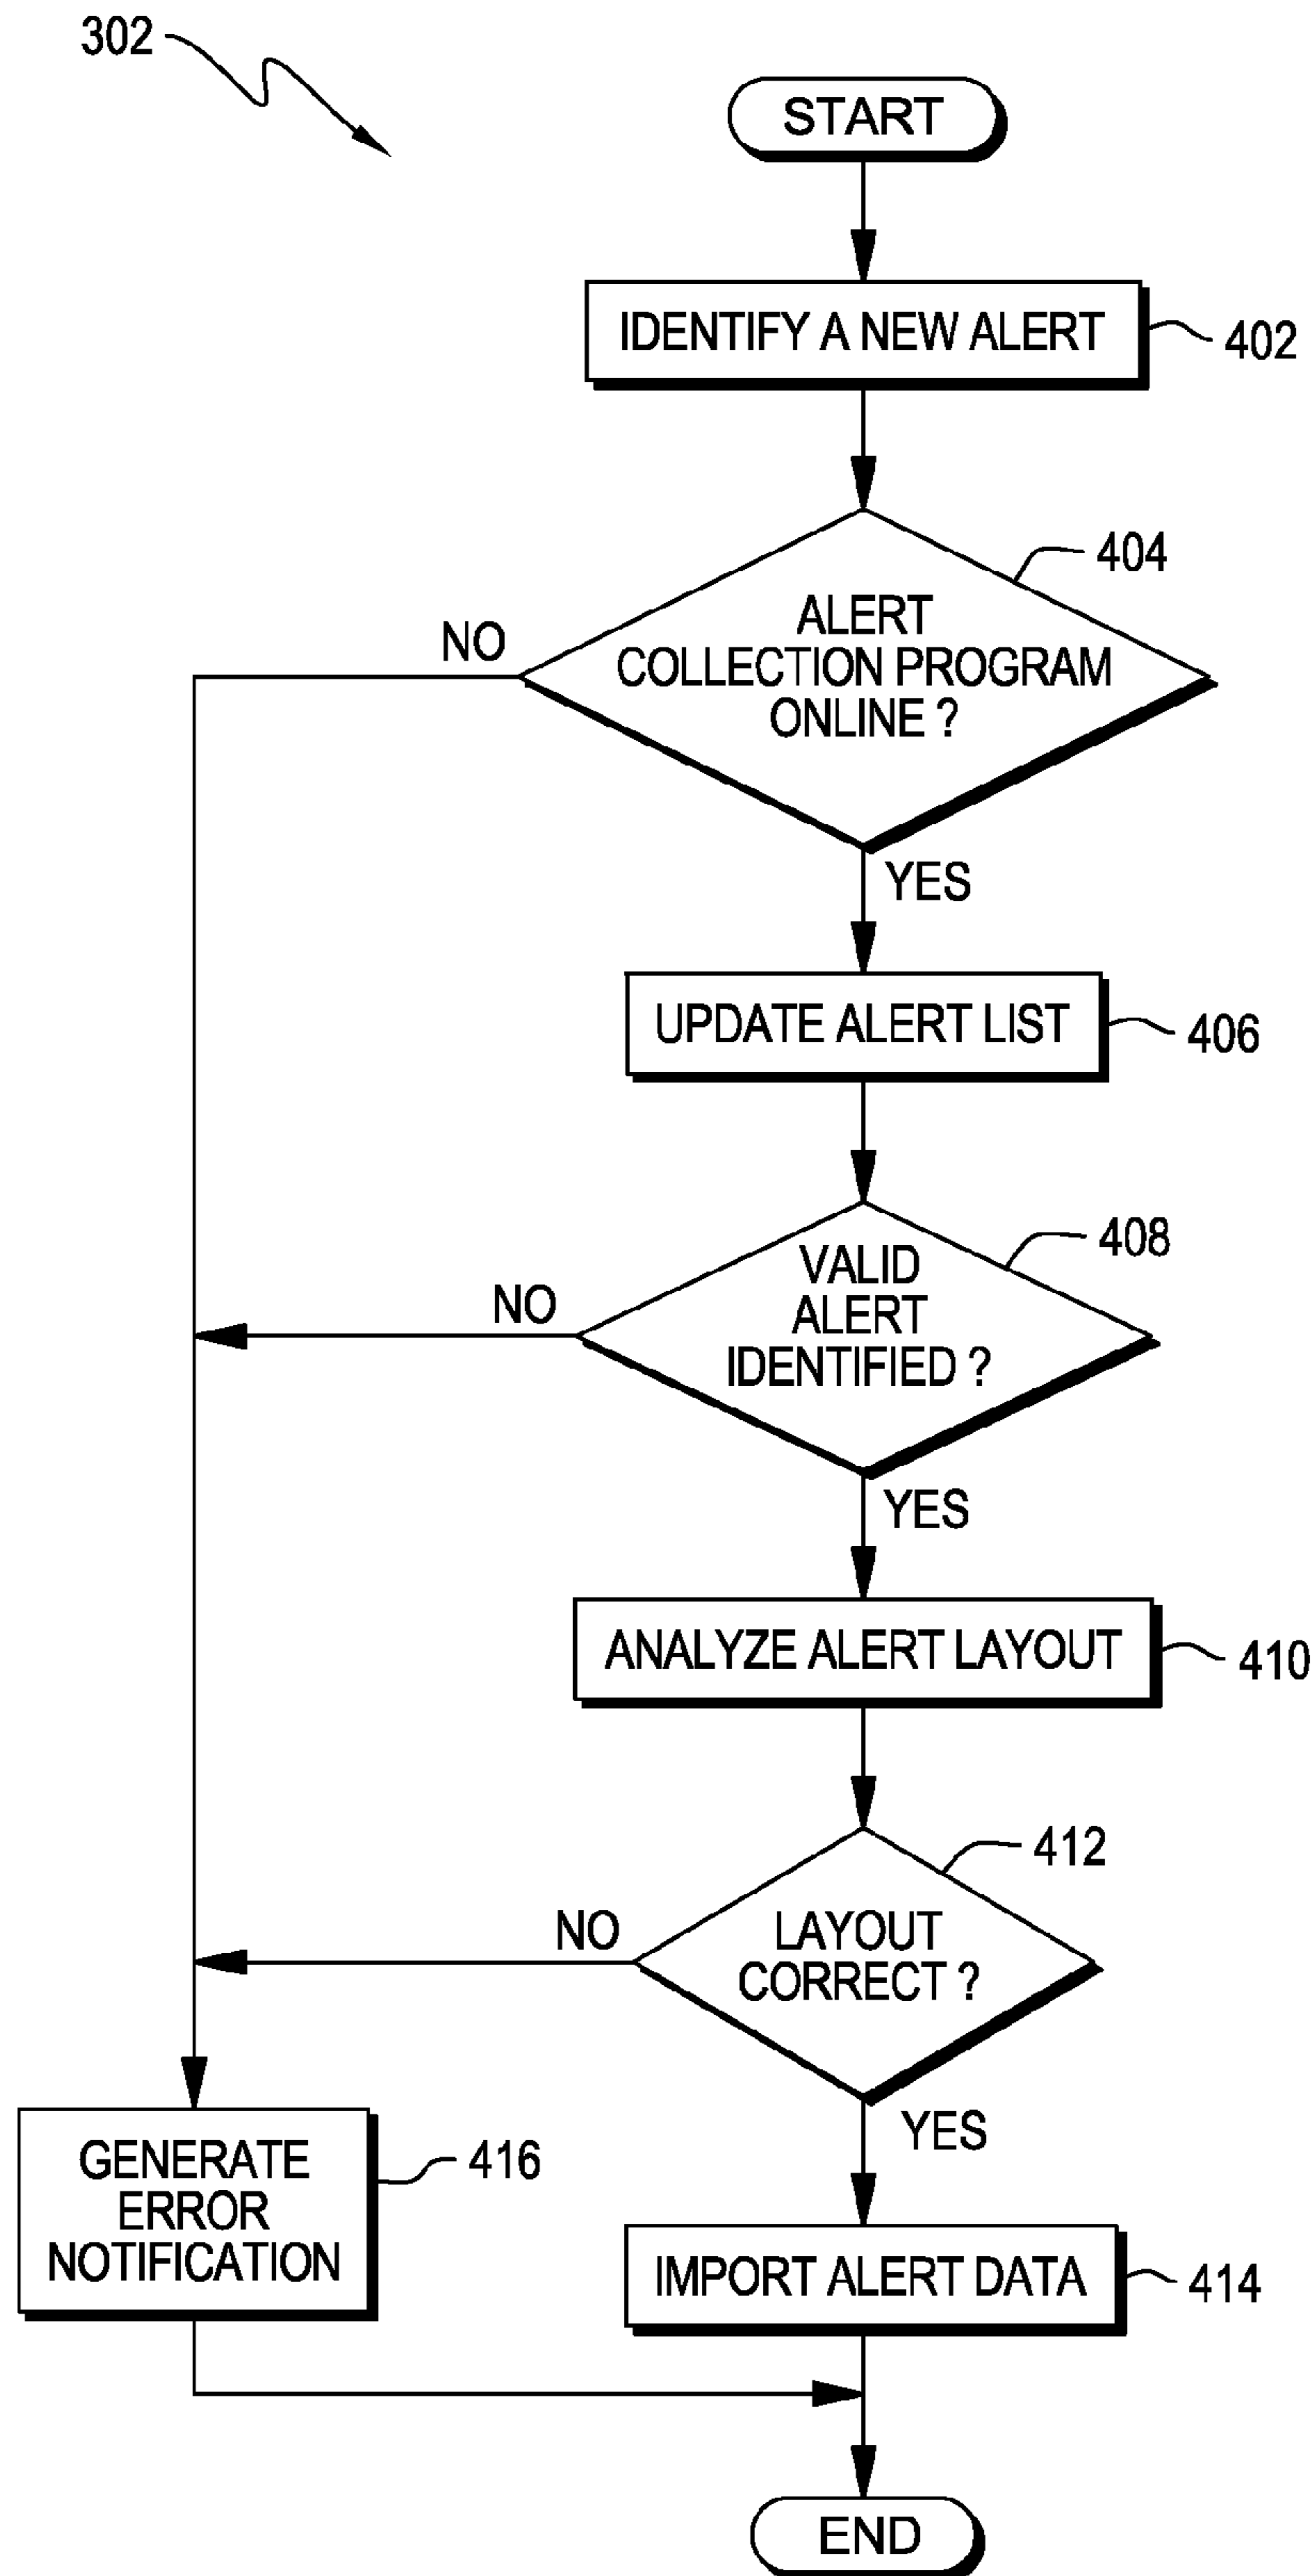 302
START
IDENTIFY A NEW ALERT
402
404
ALERT
COLLECTION PROGRAM
ONLINE ?
NO
YES
UPDATE ALERT LIST
406
408
VALID
ALERT
IDENTIFIED ?
NO
YES
ANALYZE ALERT LAYOUT
410
412
LAYOUT
CORRECT ?
NO
YES
GENERATE
ERROR
NOTIFICATION
416
IMPORT ALERT DATA
414
END